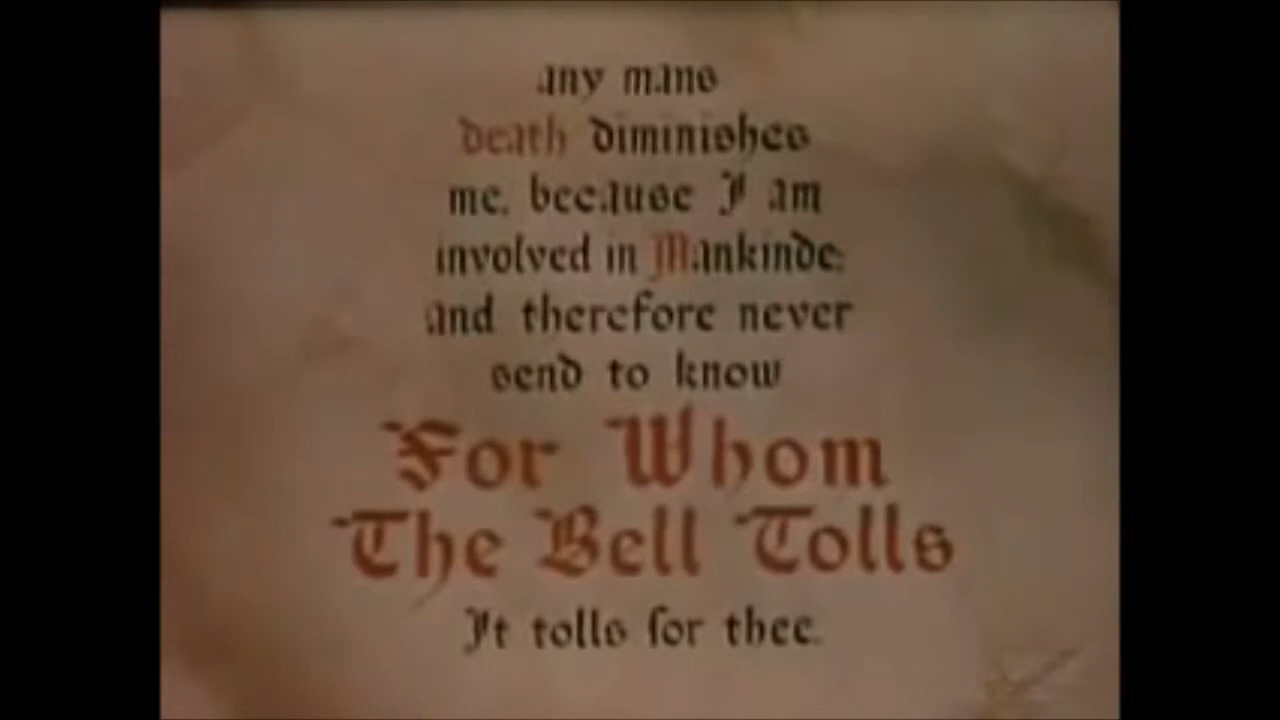 any mans
death diminishes
me, because I am
involved in Mankinde;
and therefore never
send to know
For Whom
The Bell Tolls
It tolls for thee.